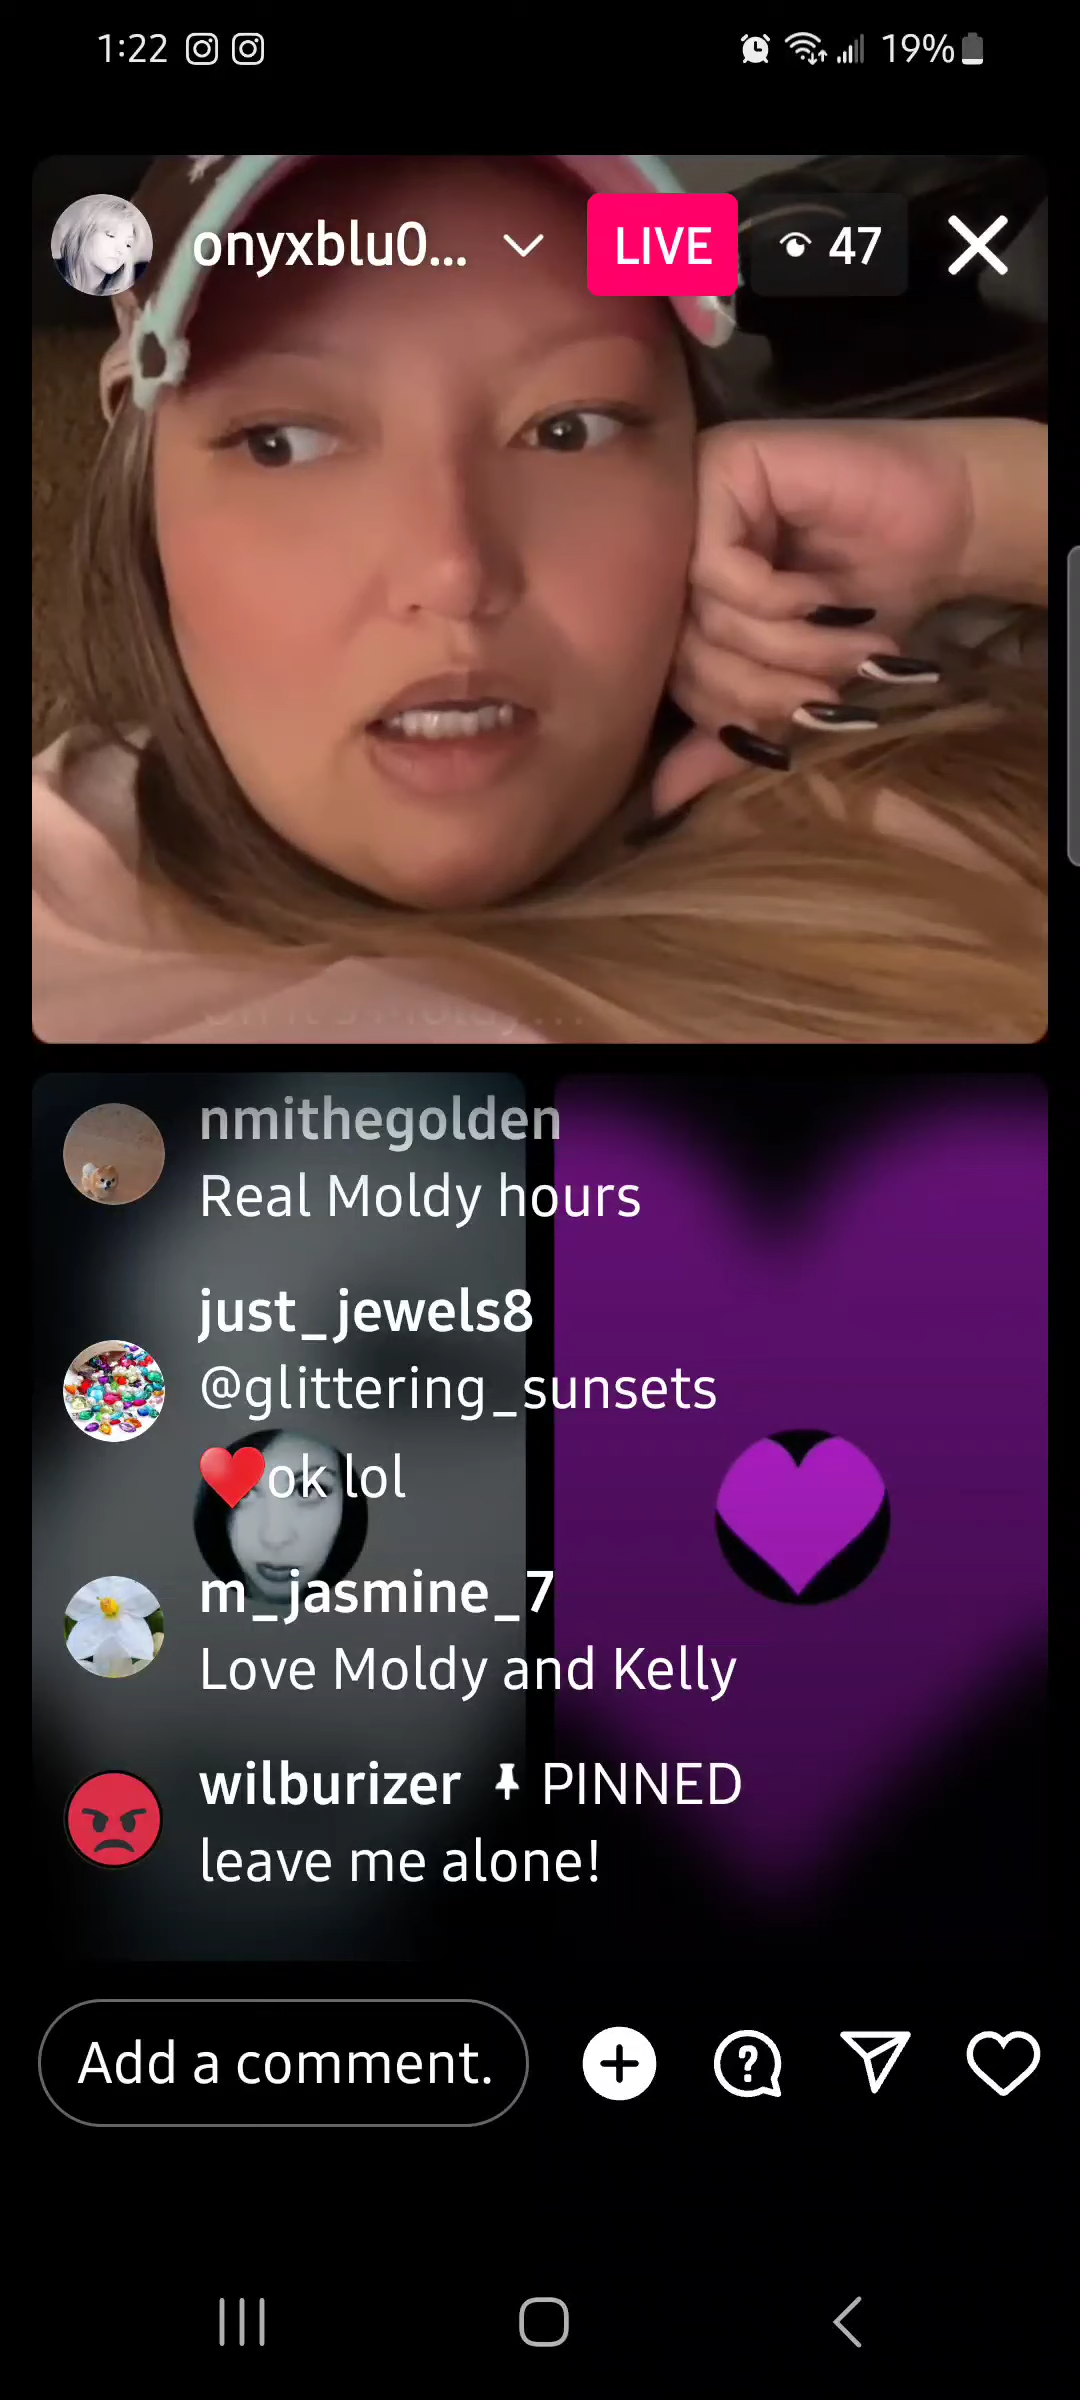 1:22
19%
onyxblu0...
LIVE
47
nmithegolden
Real Moldy hours
just_jewels8
@glittering_sunsets
❤️ok lol
m_jasmine_7
Love Moldy and Kelly
wilburizer PINNED
leave me alone!
Add a comment.